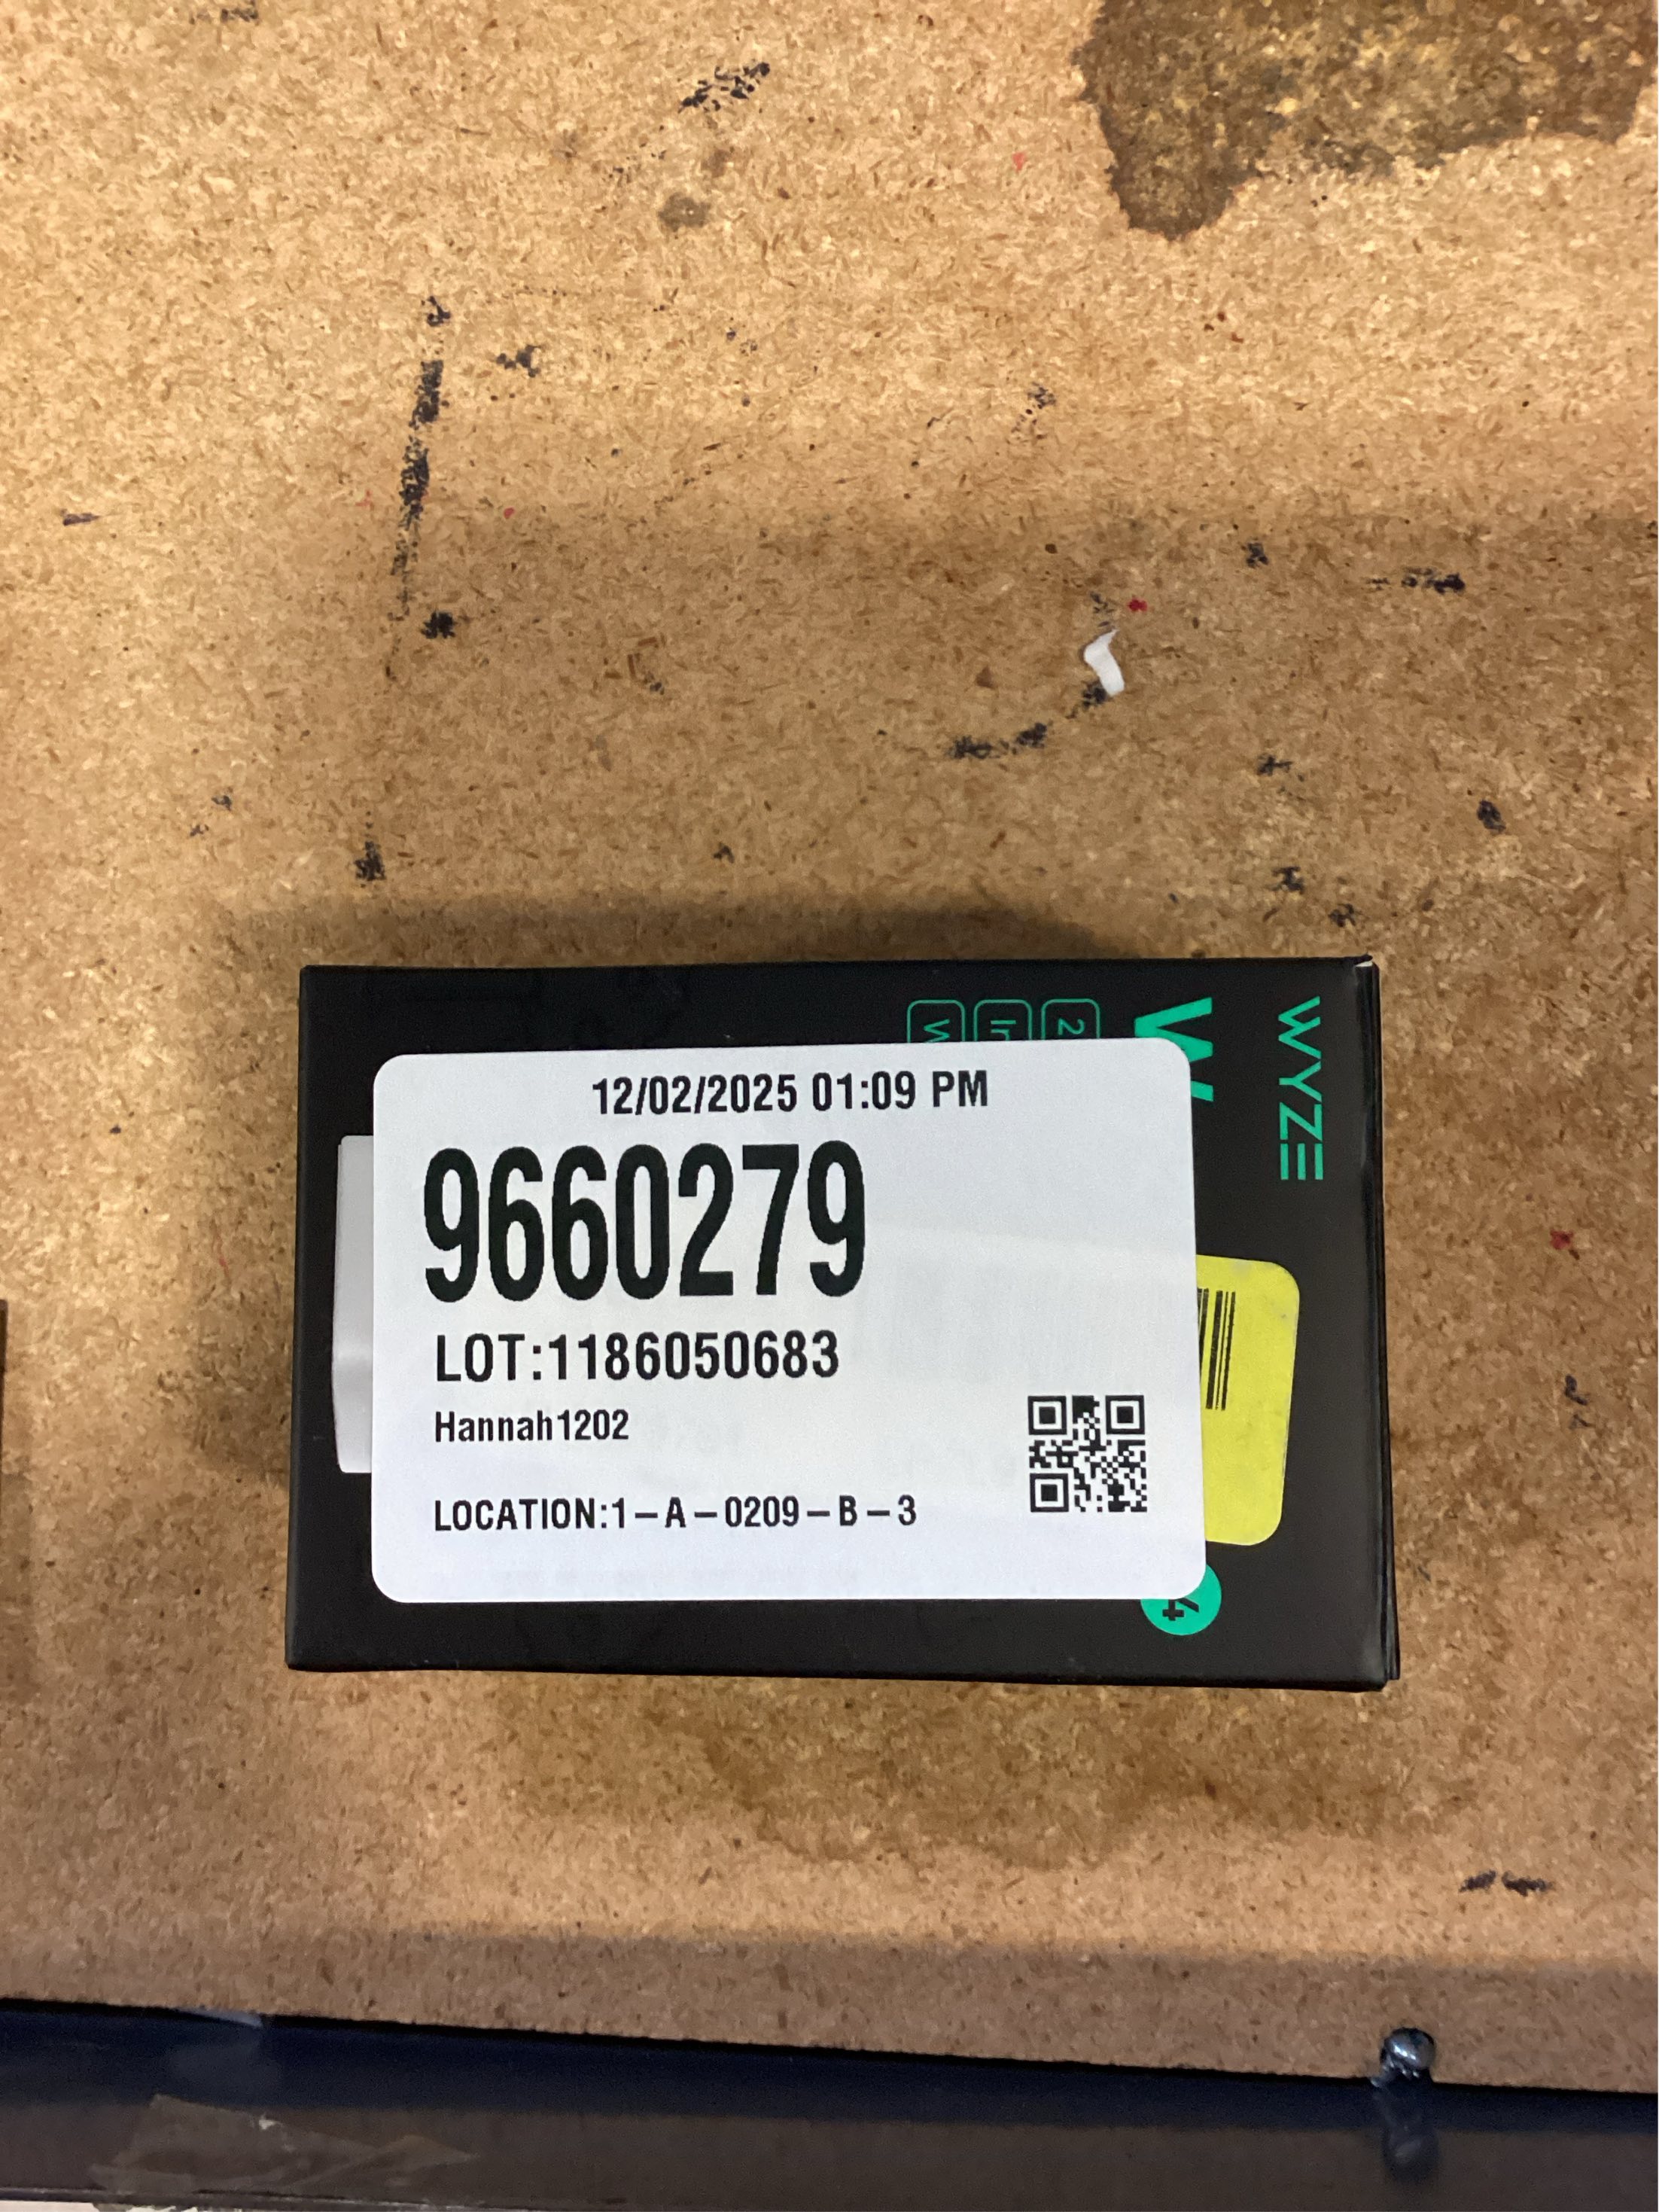 12/02/2025 01:09 PM
9660279
LOT:1186050683
Hannah1202
LOCATION:1-A-0209-B-3
WYZE